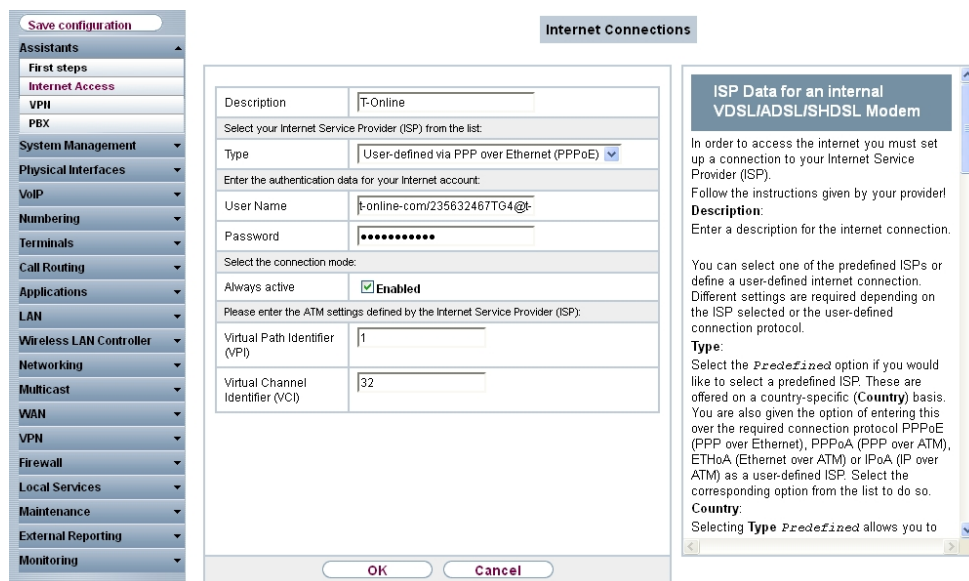 Save configuration
Assistants
First steps
Internet Access
VPN
PBX
System Management
Physical Interfaces
VoIP
Numbering
Terminals
Call Routing
Applications
LAN
Wireless LAN Controller
Networking
Multicast
WAN
VPN
Firewall
Local Services
Maintenance
External Reporting
Monitoring
Internet Connections
Description
T-Online
Select your Internet Service Provider (ISP) from the list:
Type
User-defined via PPP over Ethernet (PPPoE)
Enter the authentication data for your Internet account:
User Name
t-online-com/235632467TG4@t-
Password
•••••••••••
Select the connection mode:
Always active
Enabled
Please enter the ATM settings defined by the Internet Service Provider (ISP):
Virtual Path Identifier
(VPI)
1
Virtual Channel
Identifier (VCI)
32
OK
Cancel
ISP Data for an internal
VDSL/ADSL/SHDSL Modem
In order to access the internet you must set
up a connection to your Internet Service
Provider (ISP).
Follow the instructions given by your provider!
Description:
Enter a description for the internet connection.
You can select one of the predefined ISPs or
define a user-defined internet connection.
Different settings are required depending on
the ISP selected or the user-defined
connection protocol.
Type:
Select the Predefined option if you would
like to select a predefined ISP. These are
offered on a country-specific (Country) basis.
You are also given the option of entering this
over the required connection protocol PPPoE
(PPP over Ethernet), PPPoA (PPP over ATM),
ETHoA (Ethernet over ATM) or IPoA (IP over
ATM) as a user-defined ISP. Select the
corresponding option from the list to do so.
Country:
Selecting Type Predefined allows you to